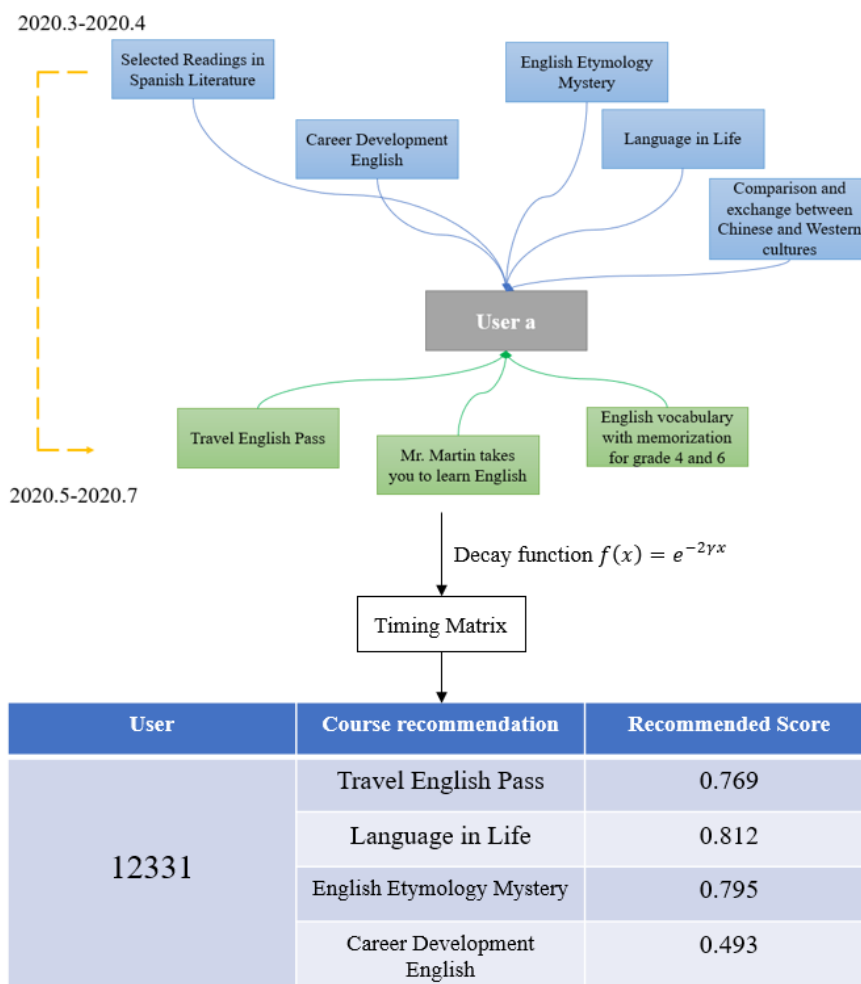 2020.3-2020.4
Selected Readings in
Spanish Literature
English Etymology
Mystery
Career Development
English
Language in Life
Comparison and
exchange between
Chinese and Western
cultures
User a
Travel English Pass
Mr. Martin takes
you to learn English
English vocabulary
with memorization
for grade 4 and 6
2020.5-2020.7
Decay function f(x) = e^{-2γx}
Timing Matrix
User Course recommendation Recommended Score
12331
Travel English Pass 0.769
Language in Life 0.812
English Etymology Mystery 0.795
Career Development
English 0.493